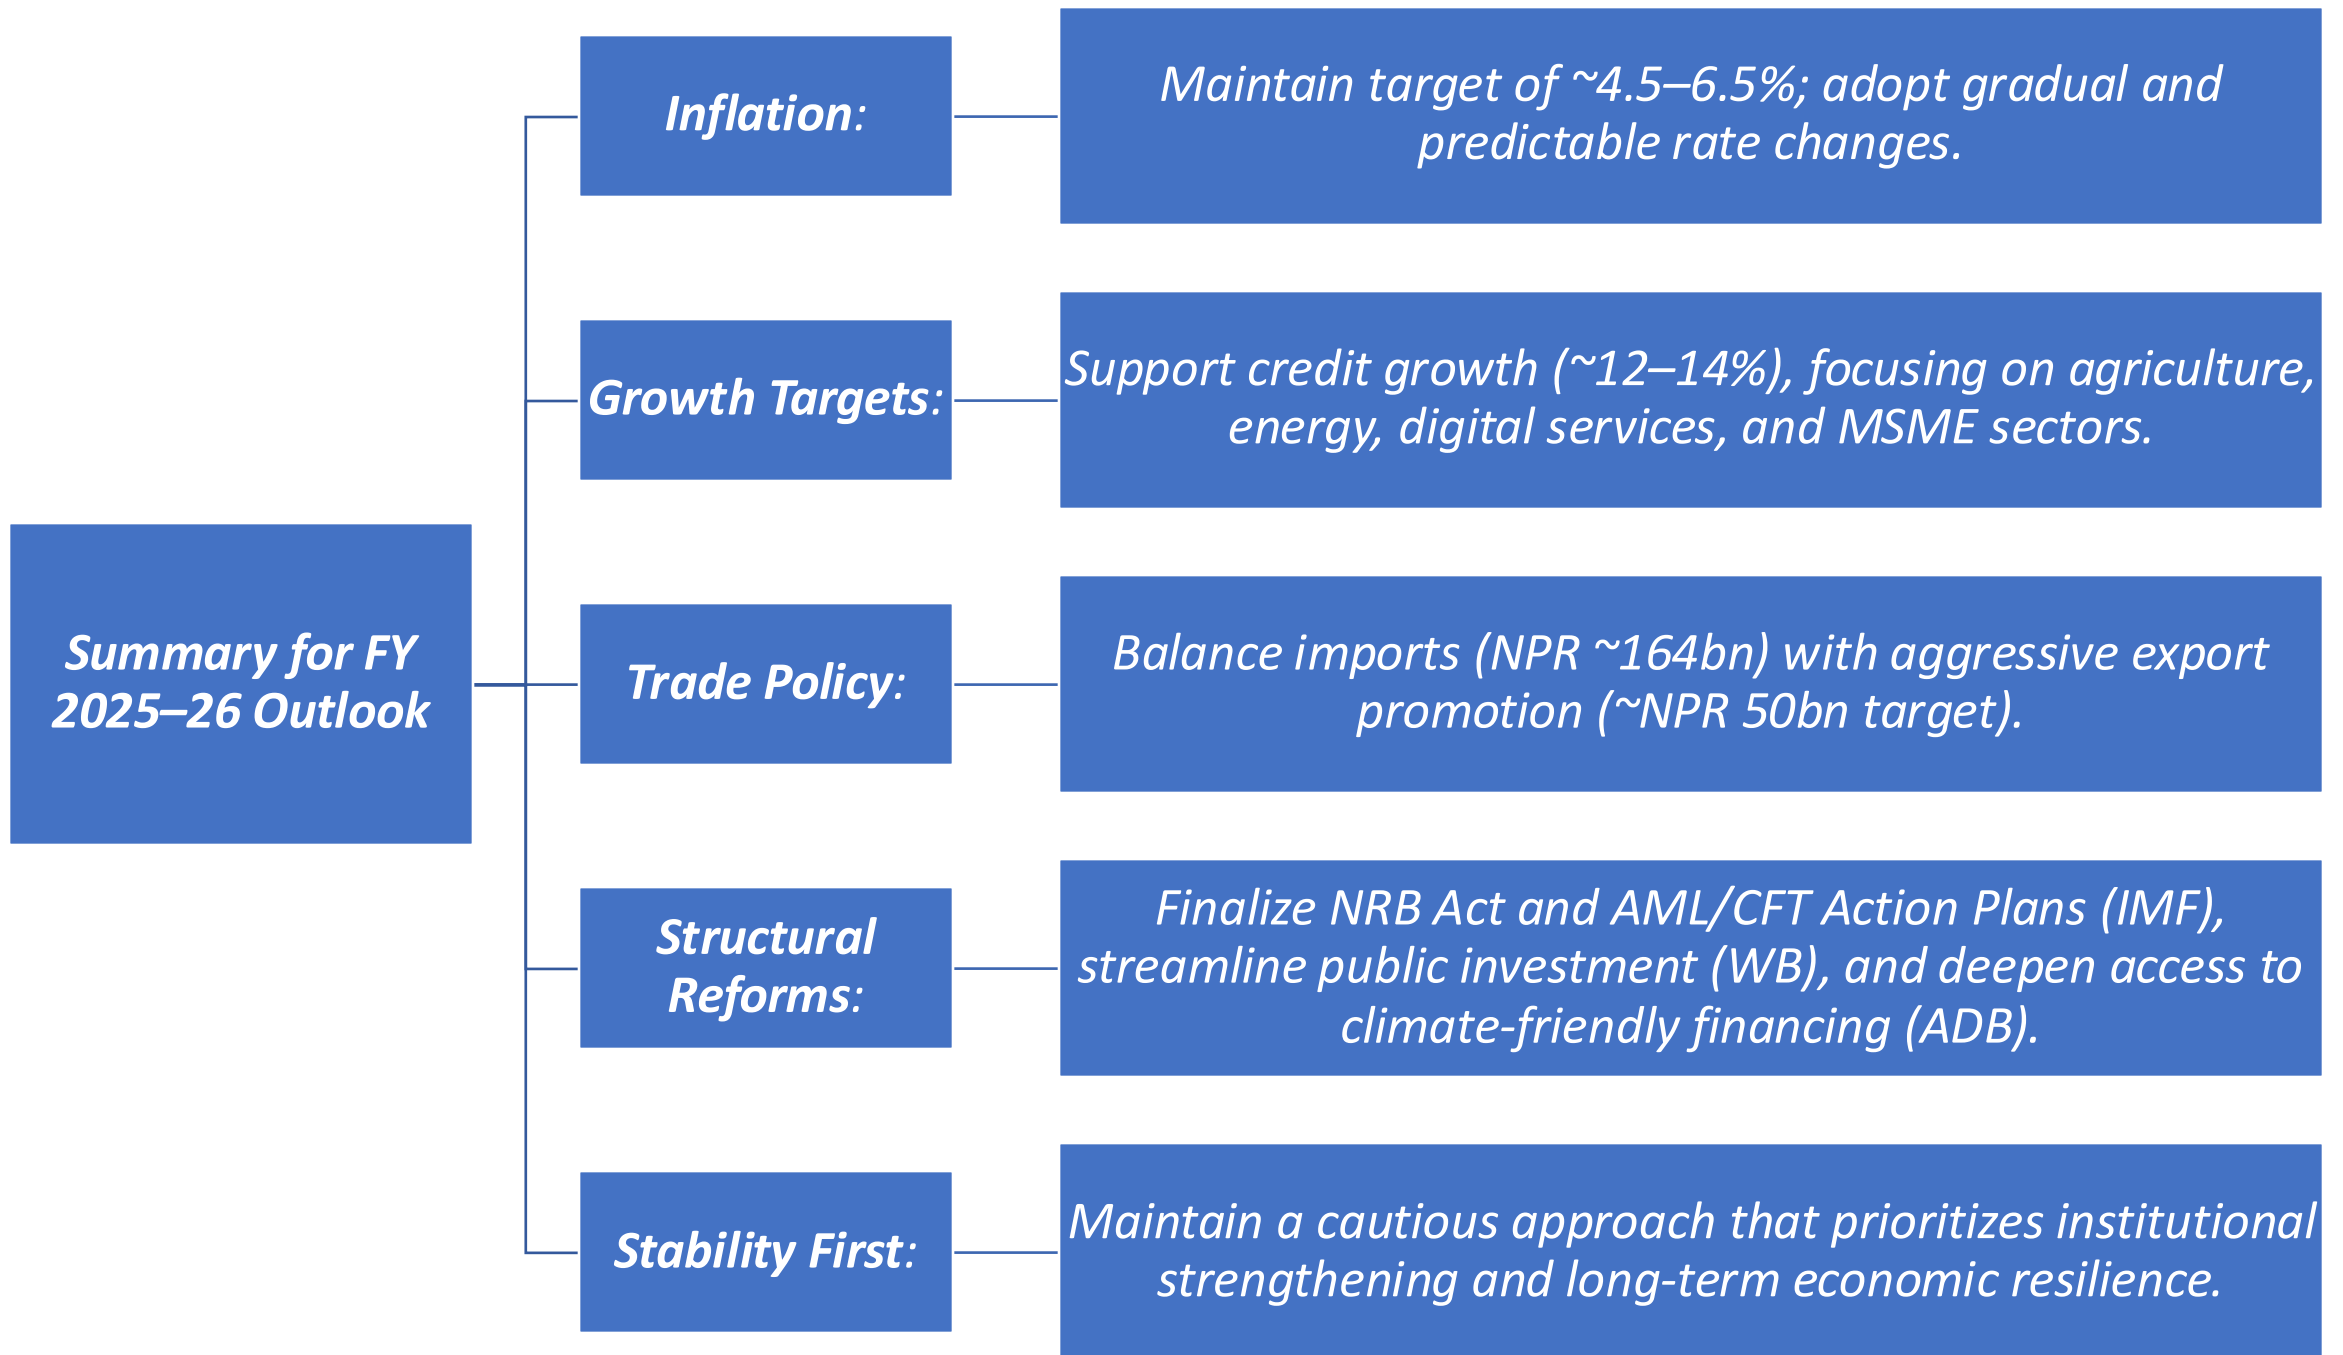 Summary for FY
2025–26 Outlook
Inflation:
Maintain target of ~4.5–6.5%; adopt gradual and
predictable rate changes.
Growth Targets:
Support credit growth (~12–14%), focusing on agriculture,
energy, digital services, and MSME sectors.
Trade Policy:
Balance imports (NPR ~164bn) with aggressive export
promotion (~NPR 50bn target).
Structural
Reforms:
Finalize NRB Act and AML/CFT Action Plans (IMF),
streamline public investment (WB), and deepen access to
climate-friendly financing (ADB).
Stability First:
Maintain a cautious approach that prioritizes institutional
strengthening and long-term economic resilience.